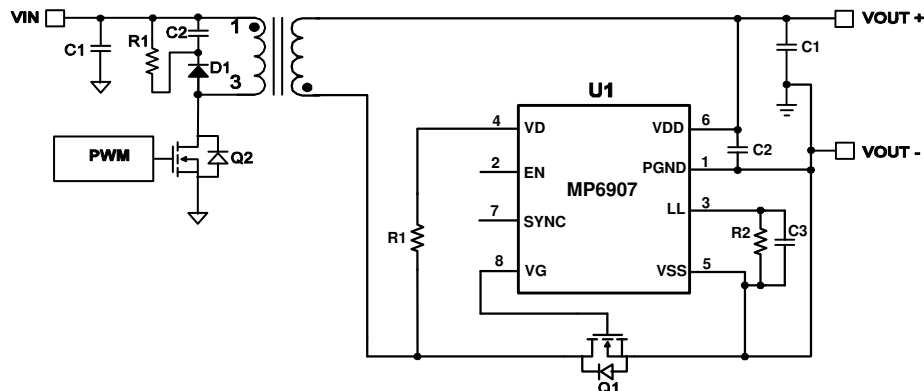 VIN
C1
R1
C2
1
D1
3
PWM
Q2
VOUT +
C1
VOUT -
U1
MP6907
4
VD
2
EN
7
SYNC
8
VG
VDD
6
PGND
1
LL
3
VSS
5
C2
R2
C3
R1
Q1